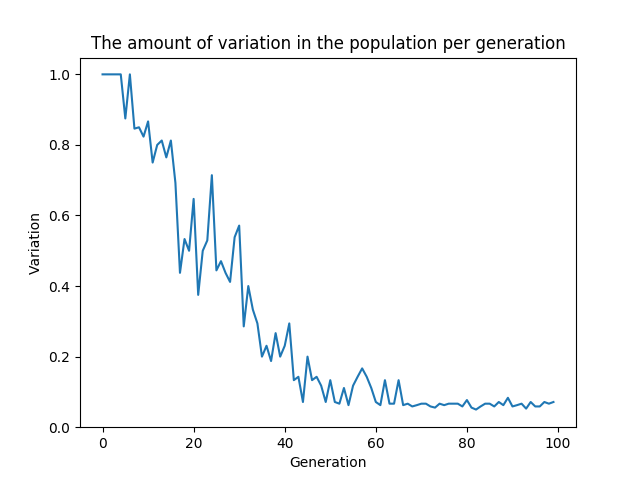 The amount of variation in the population per generation
1.0
0.8
0.6
0.4
0.2
0.0
Variation
0 20 40 60 80 100
Generation